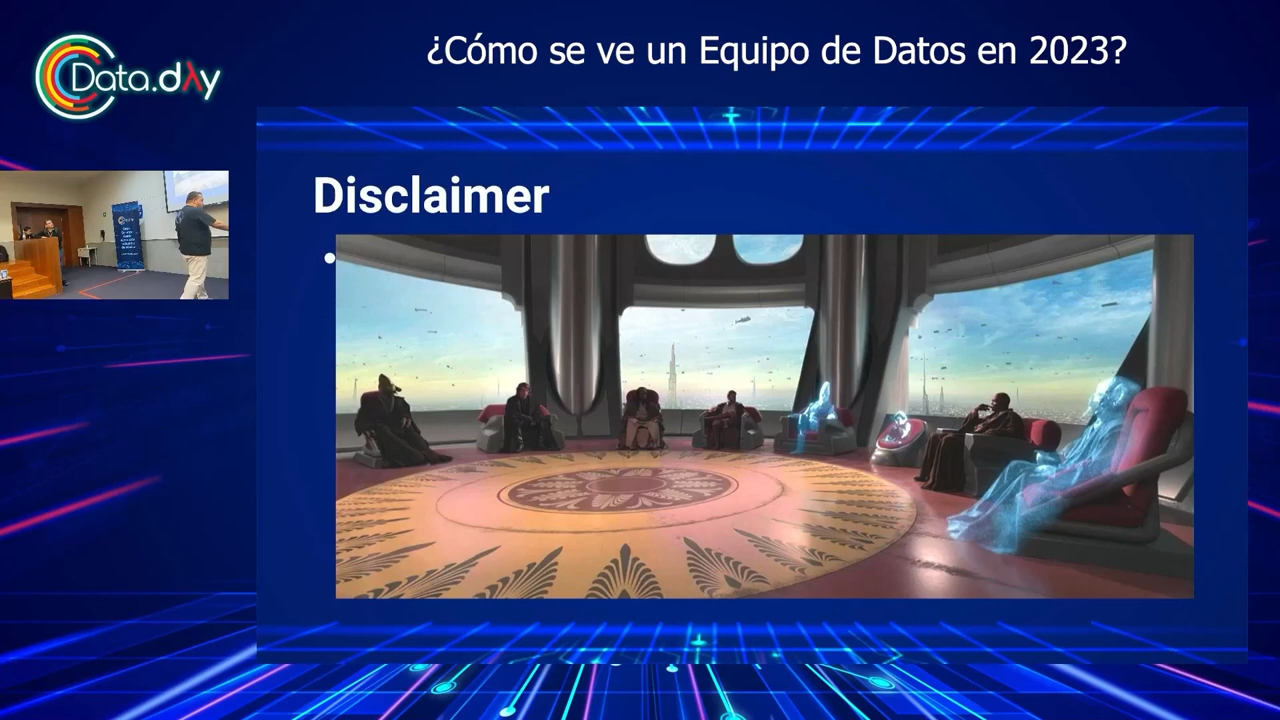 ¿Cómo se ve un Equipo de Datos en 2023?
Data.day
Disclaimer